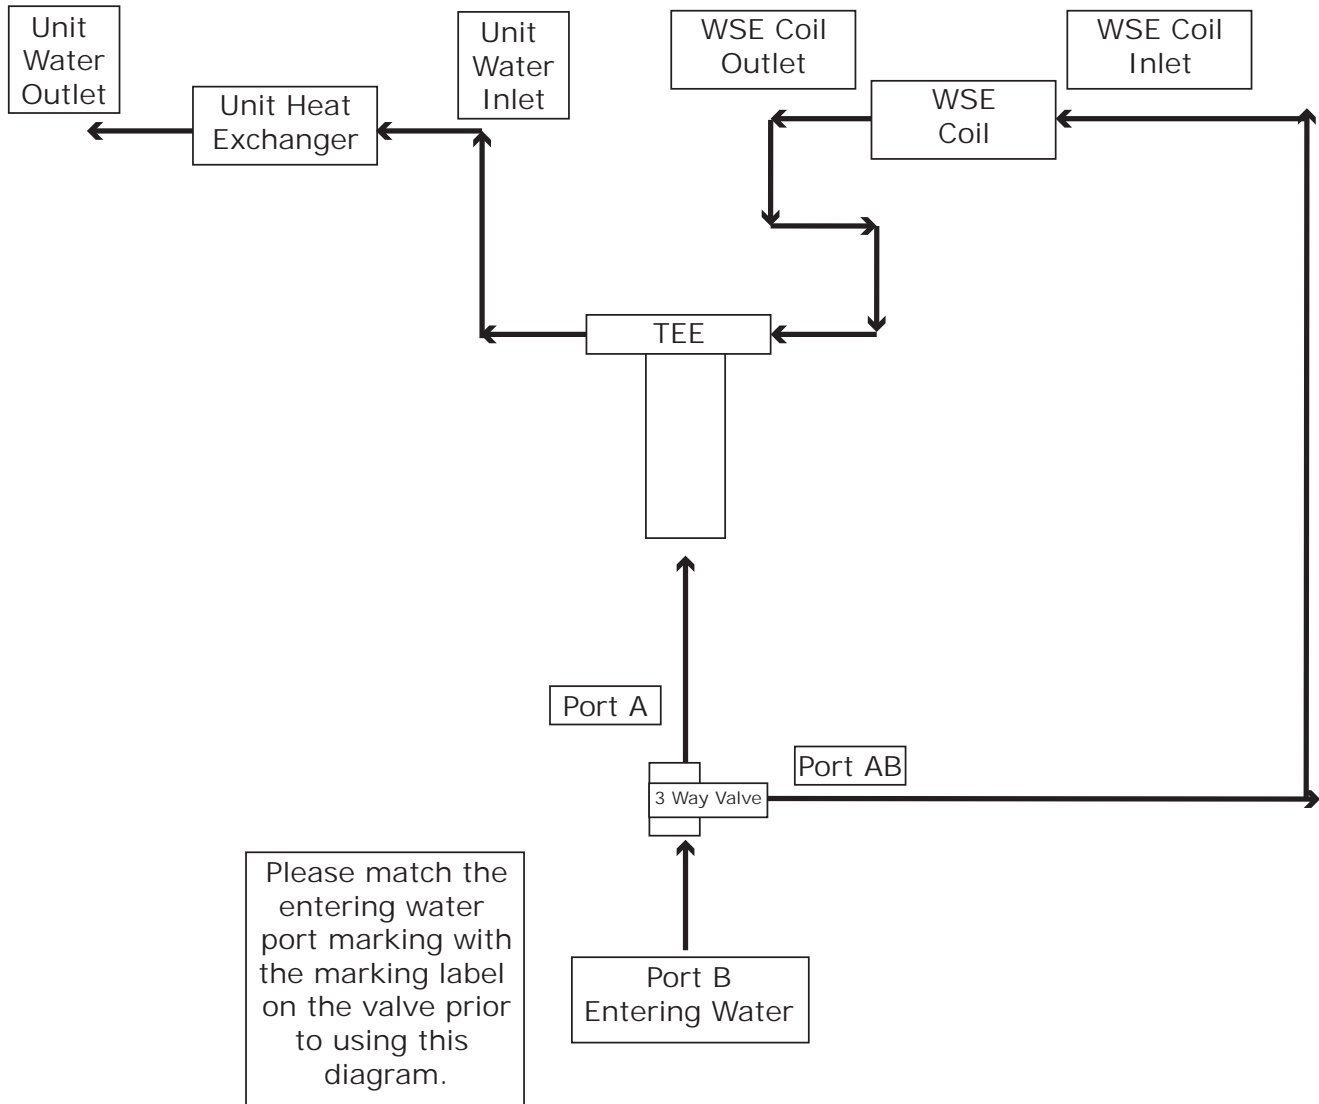 Unit
Water
Outlet
Unit Heat
Exchanger
Unit
Water
Inlet
WSE Coil
Outlet
WSE
Coil
WSE Coil
Inlet
TEE
Port A
3 Way Valve
Port AB
Please match the
entering water
port marking with
the marking label
on the valve prior
to using this
diagram.
Port B
Entering Water